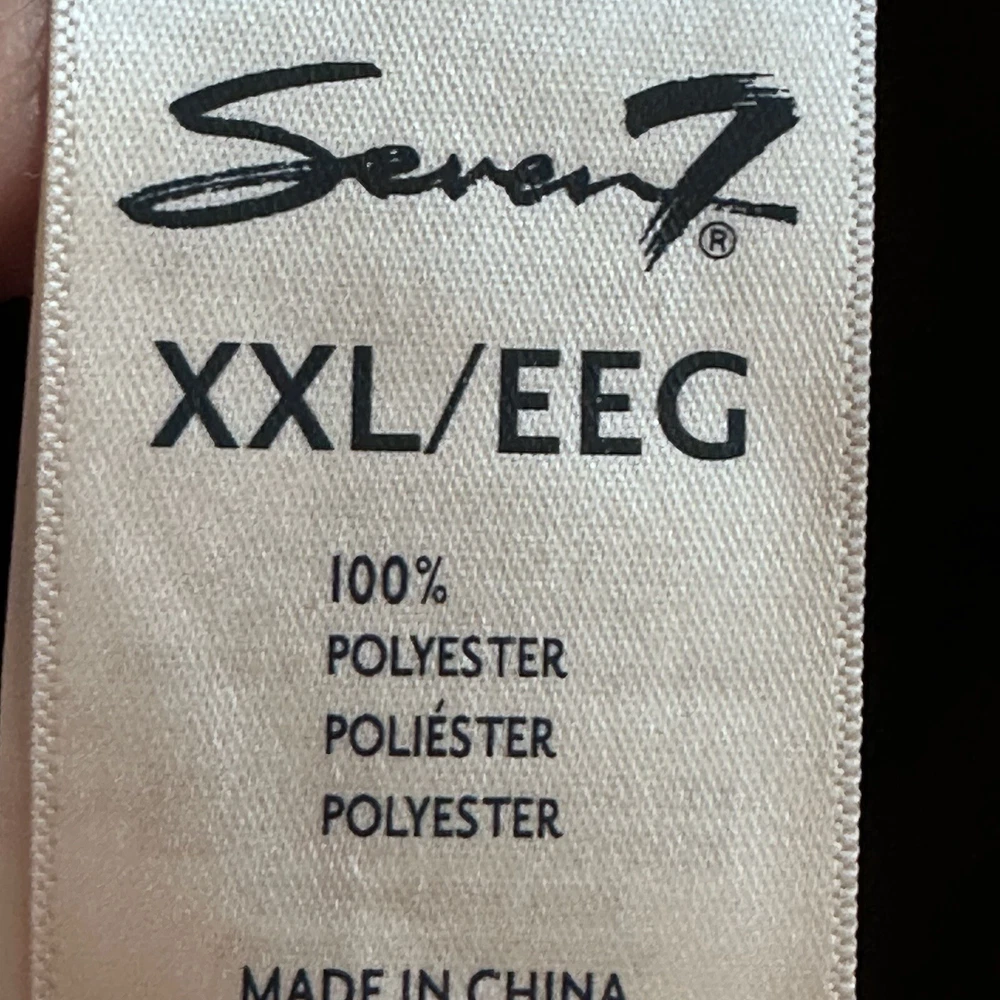 Seven7®
XXL/EEG
100%
POLYESTER
POLIÉSTER
POLYESTER
MADE IN CHINA